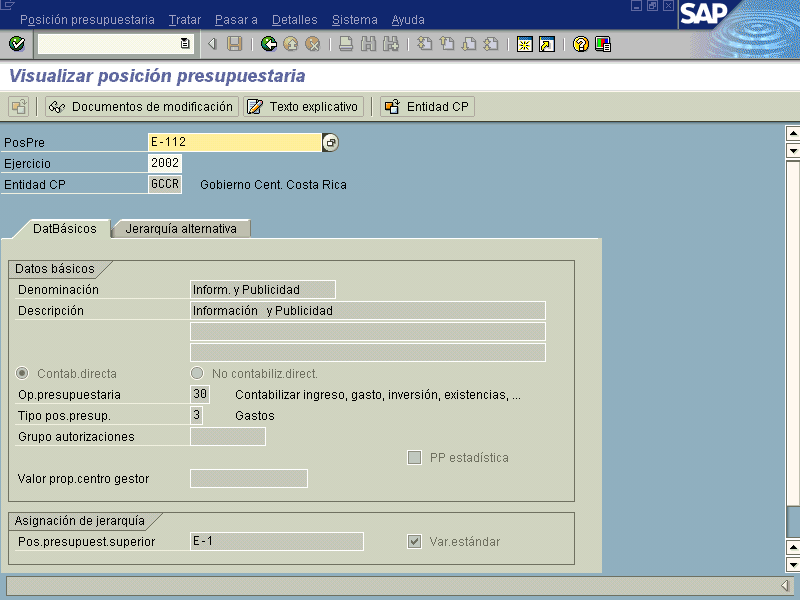 Posición presupuestaria Tratar Pasar a Detalles Sistema Ayuda
SAP
Visualizar posición presupuestaria
Documentos de modificación Texto explicativo Entidad CP
PosPre E-112
Ejercicio 2002
Entidad CP GCCR Gobierno Cent. Costa Rica
DatBásicos Jerarquía alternativa
Datos básicos
Denominación Inform. y Publicidad
Descripción Información y Publicidad
Contab.directa No contabiliz.direct.
Op.presupuestaria 30 Contabilizar ingreso, gasto, inversión, existencias, ...
Tipo pos.presup. 3 Gastos
Grupo autorizaciones
PP estadística
Valor prop.centro gestor
Asignación de jerarquía
Pos.presupuest.superior E-1 Var.estándar